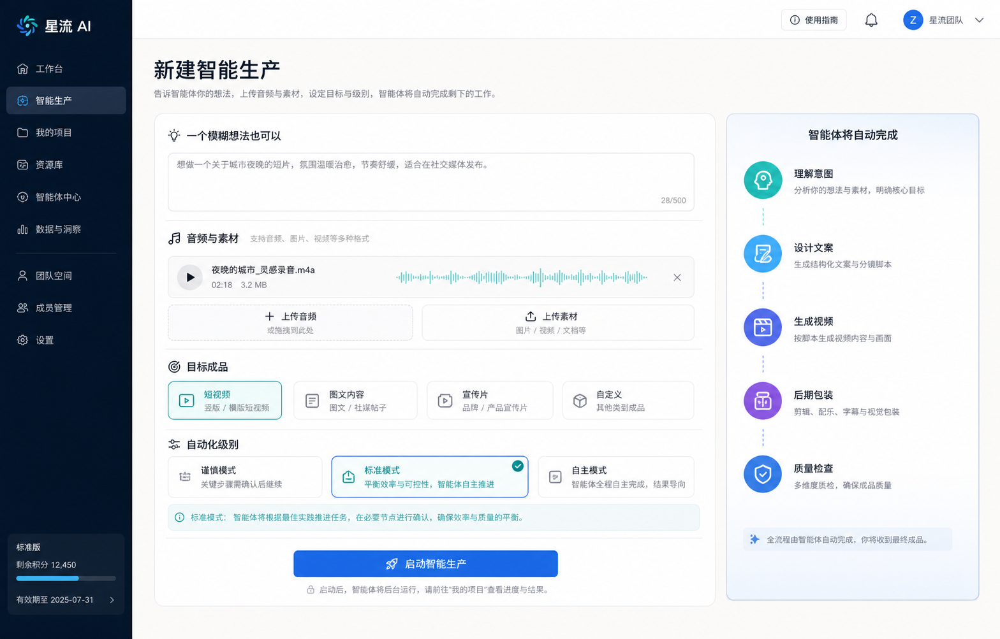 星流 AI
工作台
智能生产
我的项目
资源库
智能体中心
数据与洞察
团队空间
成员管理
设置
标准版
剩余积分 12,450
有效期至 2025-07-31
使用指南
Z
星流团队
新建智能生产
告诉智能体你的想法，上传音频与素材，设定目标与级别，智能体将自动完成剩下的工作。
一个模糊想法也可以
想做一个关于城市夜晚的短片，氛围温暖治愈，节奏舒缓，适合在社交媒体发布。
28/500
音频与素材 支持音频、图片、视频等多种格式
夜晚的城市_灵感录音.m4a
02:18 3.2 MB
上传音频
或拖拽到此处
上传素材
图片 / 视频 / 文档等
目标成品
短视频
竖版 / 横版短视频
图文内容
图文 / 社媒帖子
宣传片
品牌 / 产品宣传片
自定义
其他类到成品
自动化级别
谨慎模式
关键步骤需确认后继续
标准模式
平衡效率与可控性，智能体自主推进
自主模式
智能体全程自主完成，结果导向
标准模式： 智能体将根据最佳实践推进任务，在必要节点进行确认，确保效率与质量的平衡。
启动智能生产
启动后，智能体将后台运行，请前往“我的项目”查看进度与结果。
智能体将自动完成
理解意图
分析你的想法与素材，明确核心目标
设计文案
生成结构化文案与分镜脚本
生成视频
按脚本生成视频内容与画面
后期包装
剪辑、配乐、字幕与视觉包装
质量检查
多维度质检，确保成品质量
全流程由智能体自动完成，你将收到最终成品。